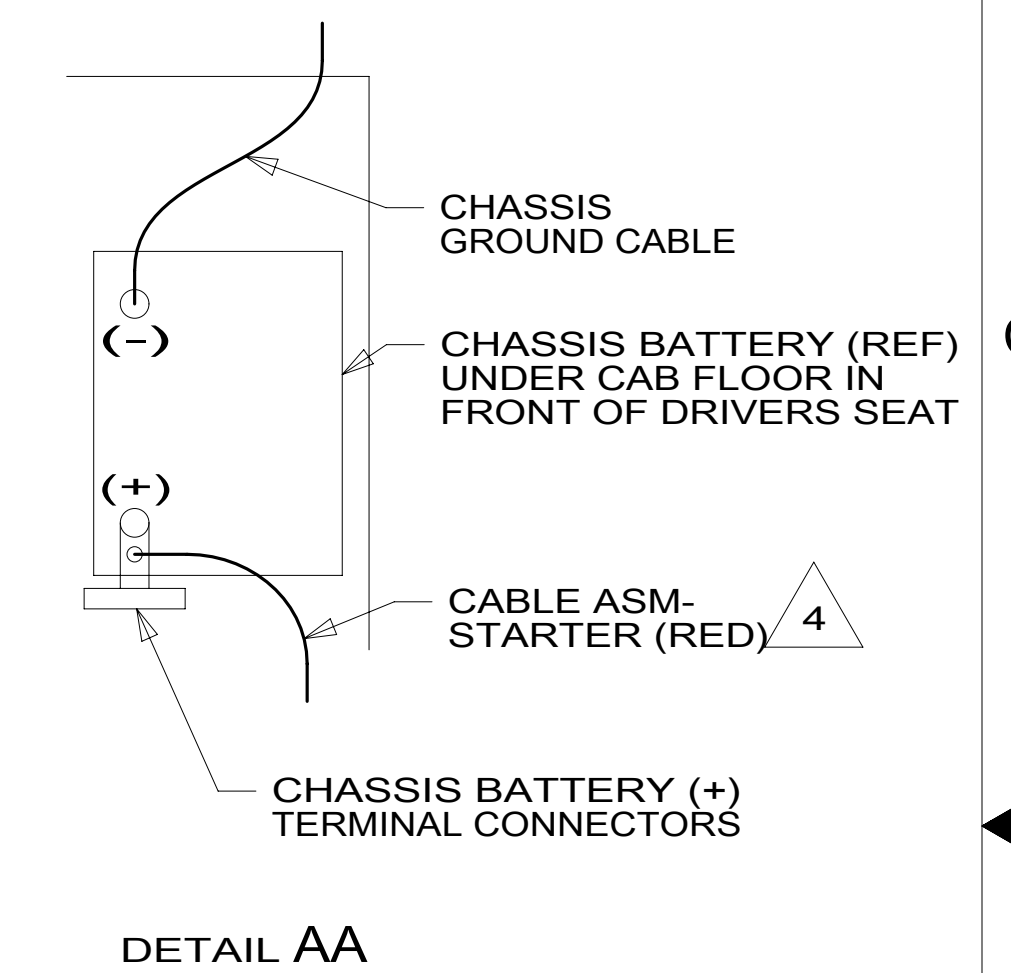 CHASSIS
GROUND CABLE
(-)
CHASSIS BATTERY (REF)
UNDER CAB FLOOR IN
FRONT OF DRIVERS SEAT
(+)
CABLE ASM-
STARTER (RED)
4
CHASSIS BATTERY (+)
TERMINAL CONNECTORS
DETAIL AA